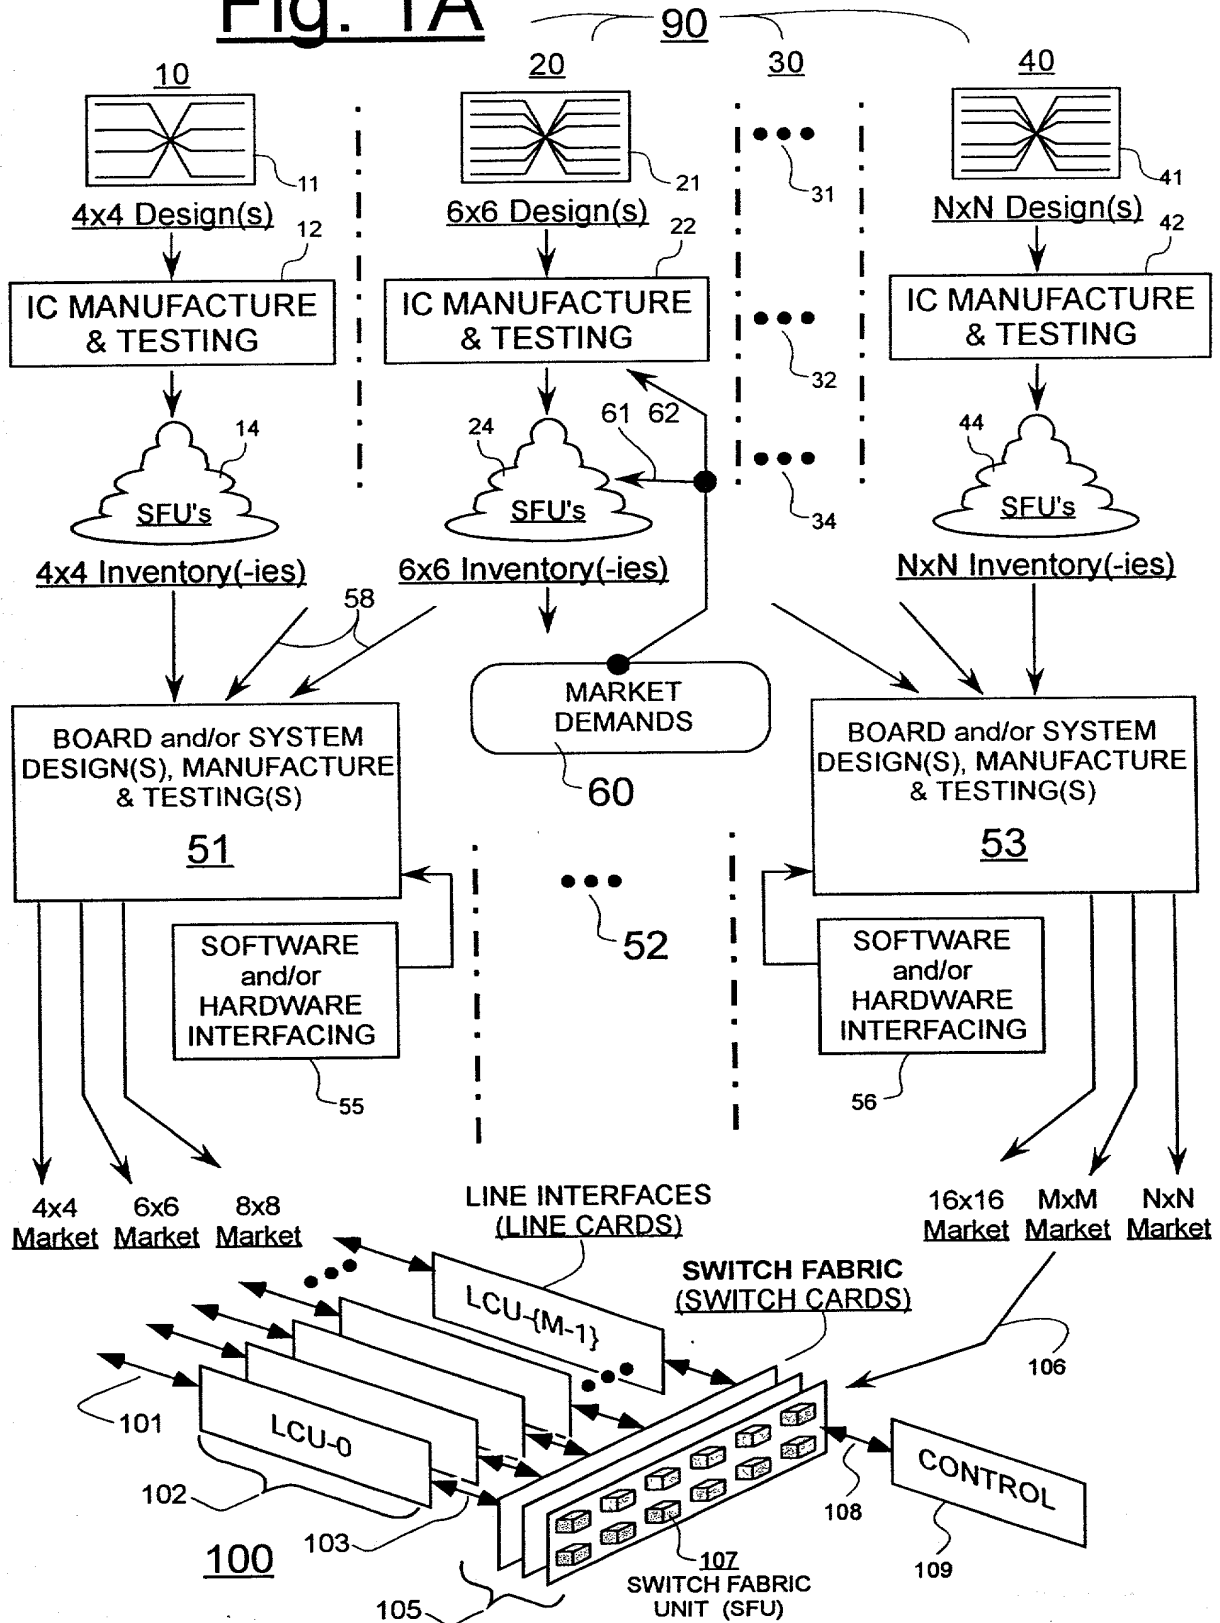 Fig. 1A
90
10
20
30
40
11
21
31
41
4x4 Design(s)
6x6 Design(s)
NxN Design(s)
12
22
42
IC MANUFACTURE
& TESTING
IC MANUFACTURE
& TESTING
IC MANUFACTURE
& TESTING
32
61
62
14
24
34
44
SFU's
SFU's
SFU's
4x4 Inventory(-ies)
6x6 Inventory(-ies)
NxN Inventory(-ies)
58
MARKET
DEMANDS
60
BOARD and/or SYSTEM
DESIGN(S), MANUFACTURE
& TESTING(S)
51
BOARD and/or SYSTEM
DESIGN(S), MANUFACTURE
& TESTING(S)
53
52
SOFTWARE
and/or
HARDWARE
INTERFACING
55
SOFTWARE
and/or
HARDWARE
INTERFACING
56
4x4
Market
6x6
Market
8x8
Market
16x16
Market
MxM
Market
NxN
Market
LINE INTERFACES
(LINE CARDS)
SWITCH FABRIC
(SWITCH CARDS)
LCU-{M-1}
LCU-0
101
102
103
100
105
106
107
SWITCH FABRIC
UNIT (SFU)
108
CONTROL
109